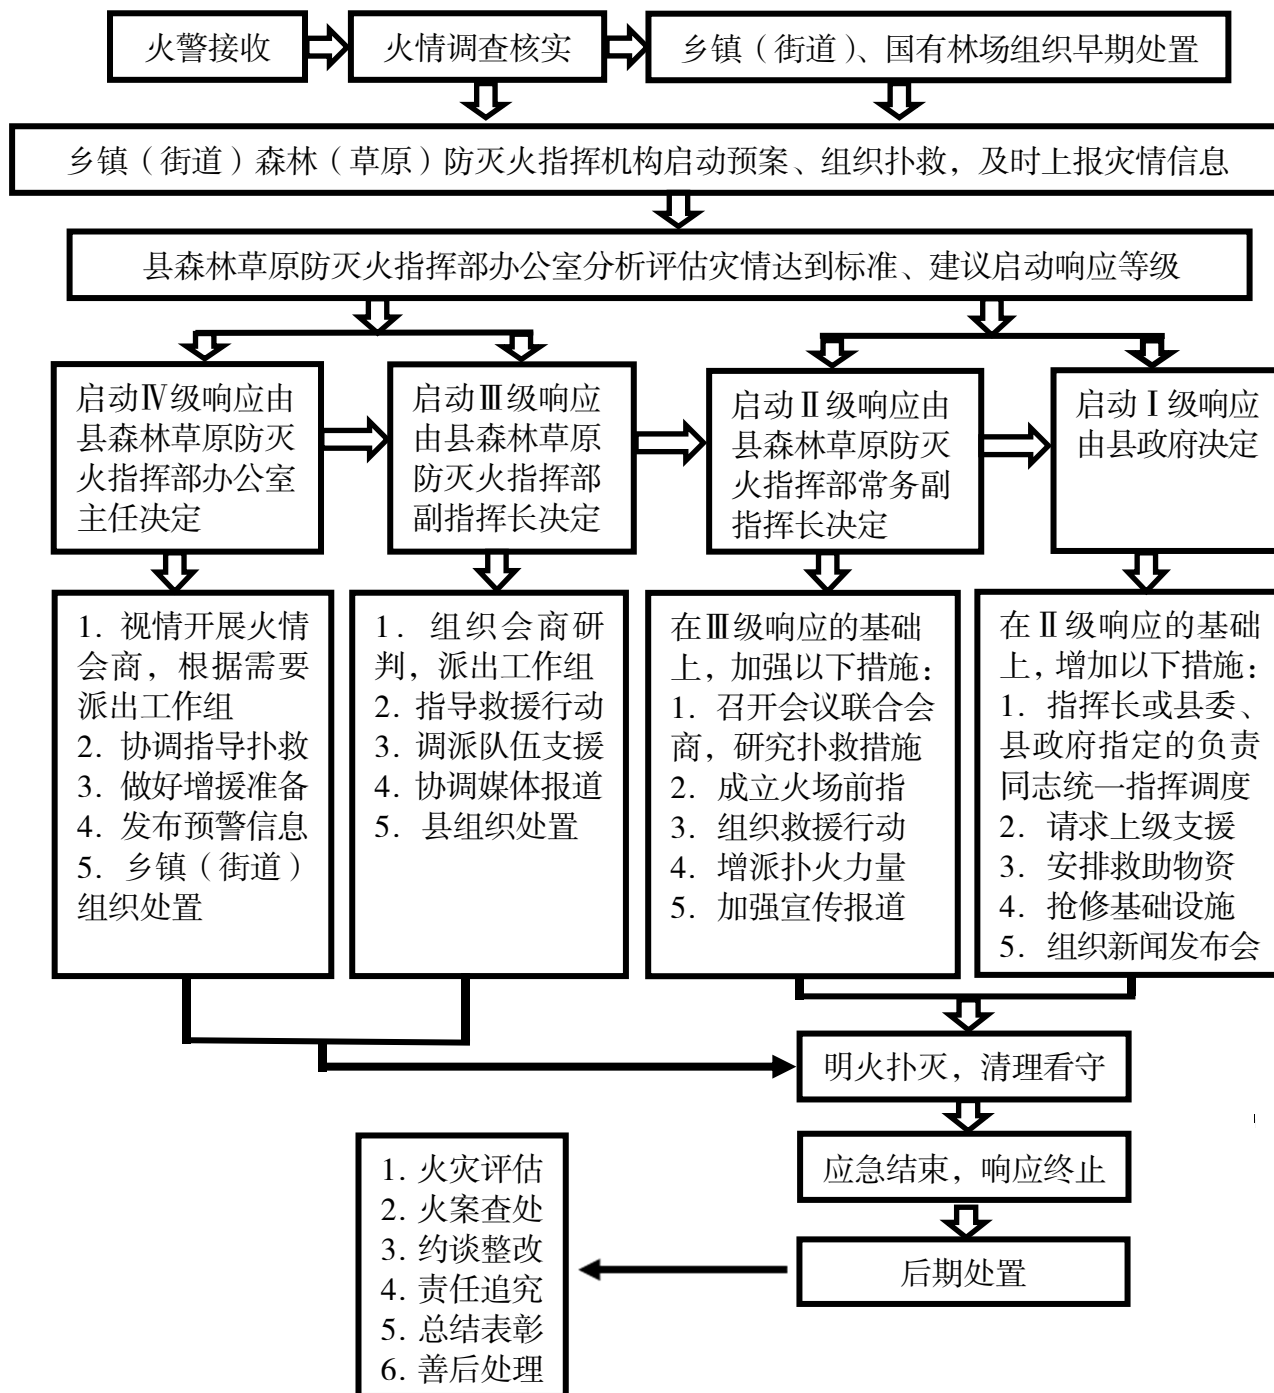 火警接收
火情调查核实
乡镇（街道）、国有林场组织早期处置
乡镇（街道）森林（草原）防灭火指挥机构启动预案、组织扑救，及时上报灾情信息
县森林草原防灭火指挥部办公室分析评估灾情达到标准、建议启动响应等级
启动Ⅳ级响应由
县森林草原防灭
火指挥部办公室
主任决定
启动Ⅲ级响应
由县森林草原
防灭火指挥部
副指挥长决定
启动Ⅱ级响应由
县森林草原防灭
火指挥部常务副
指挥长决定
启动Ⅰ级响应
由县政府决定
1. 视情开展火情
会商，根据需要
派出工作组
2. 协调指导扑救
3. 做好增援准备
4. 发布预警信息
5. 乡镇（街道）
组织处置
1. 组织会商研
判，派出工作组
2. 指导救援行动
3. 调派队伍支援
4. 协调媒体报道
5. 县组织处置
在Ⅲ级响应的基础
上，加强以下措施：
1. 召开会议联合会
商，研究扑救措施
2. 成立火场前指
3. 组织救援行动
4. 增派扑火力量
5. 加强宣传报道
在Ⅱ级响应的基础
上，增加以下措施：
1. 指挥长或县委、
县政府指定的负责
同志统一指挥调度
2. 请求上级支援
3. 安排救助物资
4. 抢修基础设施
5. 组织新闻发布会
明火扑灭，清理看守
应急结束，响应终止
后期处置
1. 火灾评估
2. 火案查处
3. 约谈整改
4. 责任追究
5. 总结表彰
6. 善后处理